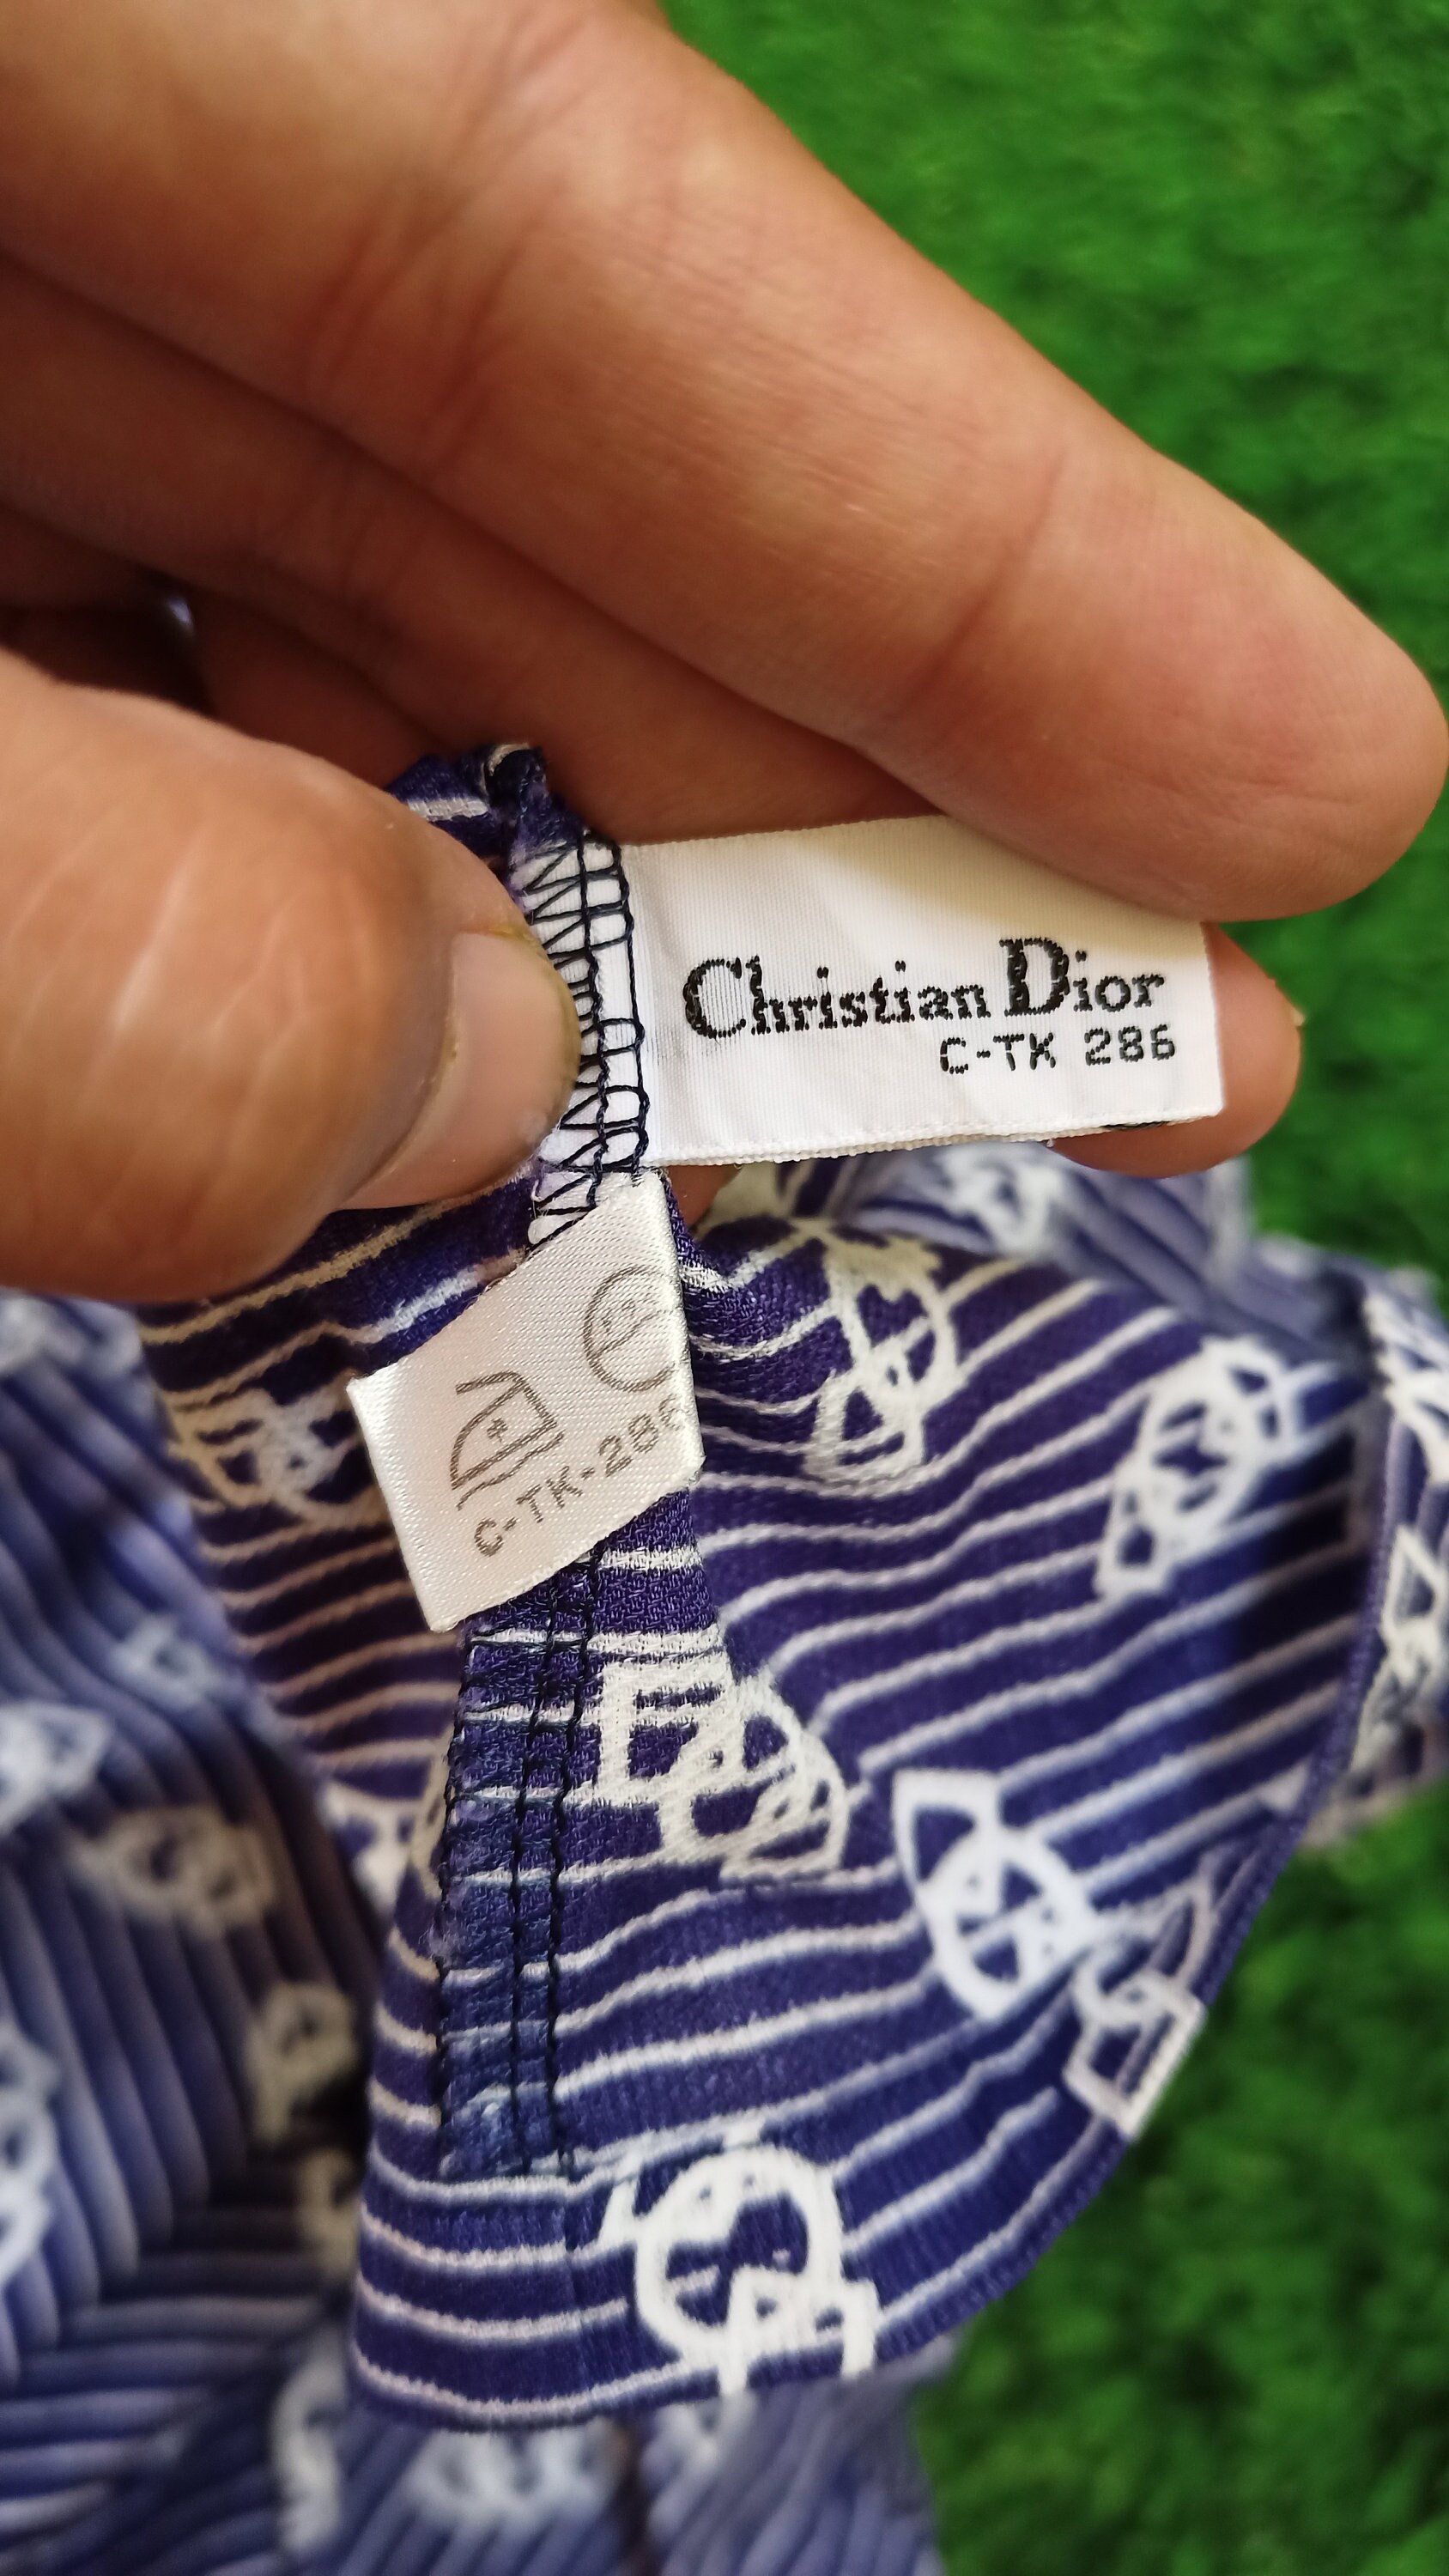 Christian Dior
C-TK 286
C-TK-286